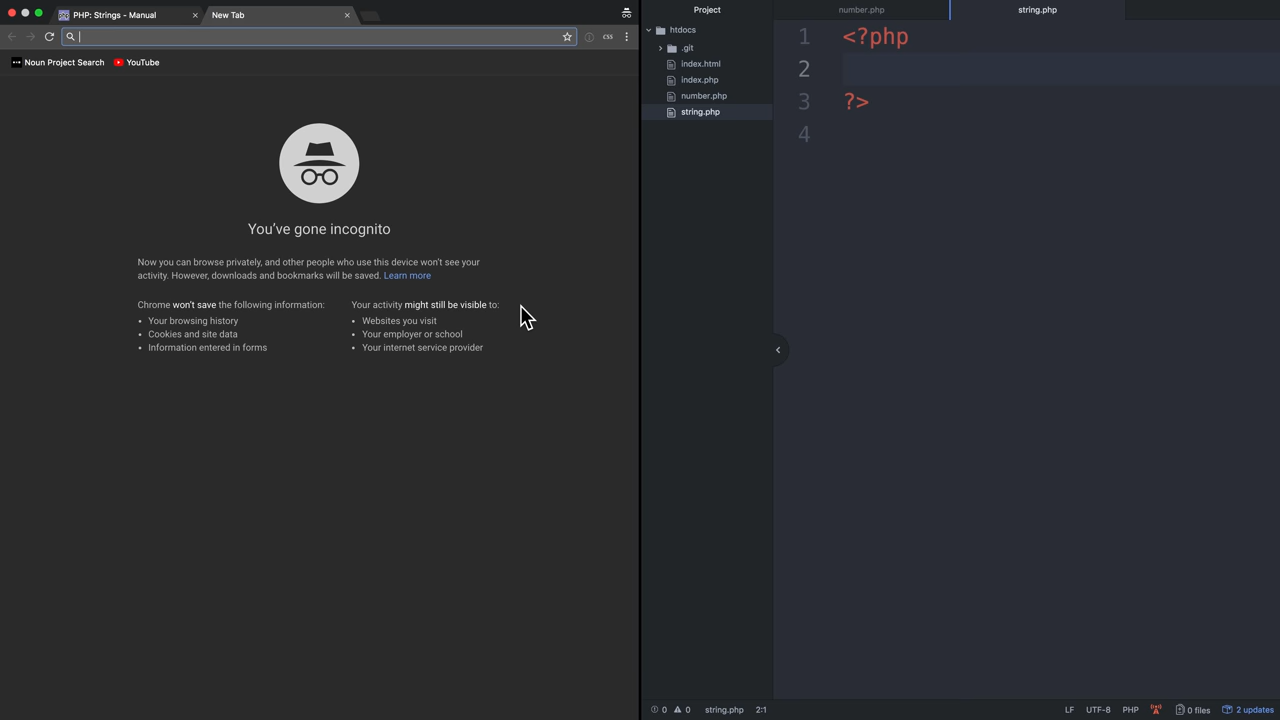 PHP: Strings - Manual
New Tab
Noun Project Search
YouTube
You've gone incognito
Now you can browse privately, and other people who use this device won't see your
activity. However, downloads and bookmarks will be saved. Learn more
Chrome won't save the following information:
• Your browsing history
• Cookies and site data
• Information entered in forms
Your activity might still be visible to:
• Websites you visit
• Your employer or school
• Your internet service provider
Project
htdocs
.git
index.html
index.php
number.php
string.php
number.php
string.php
1 <?php
2
3 ?>
4
0 0 string.php 2:1
LF UTF-8 PHP 0 files 2 updates
CSS